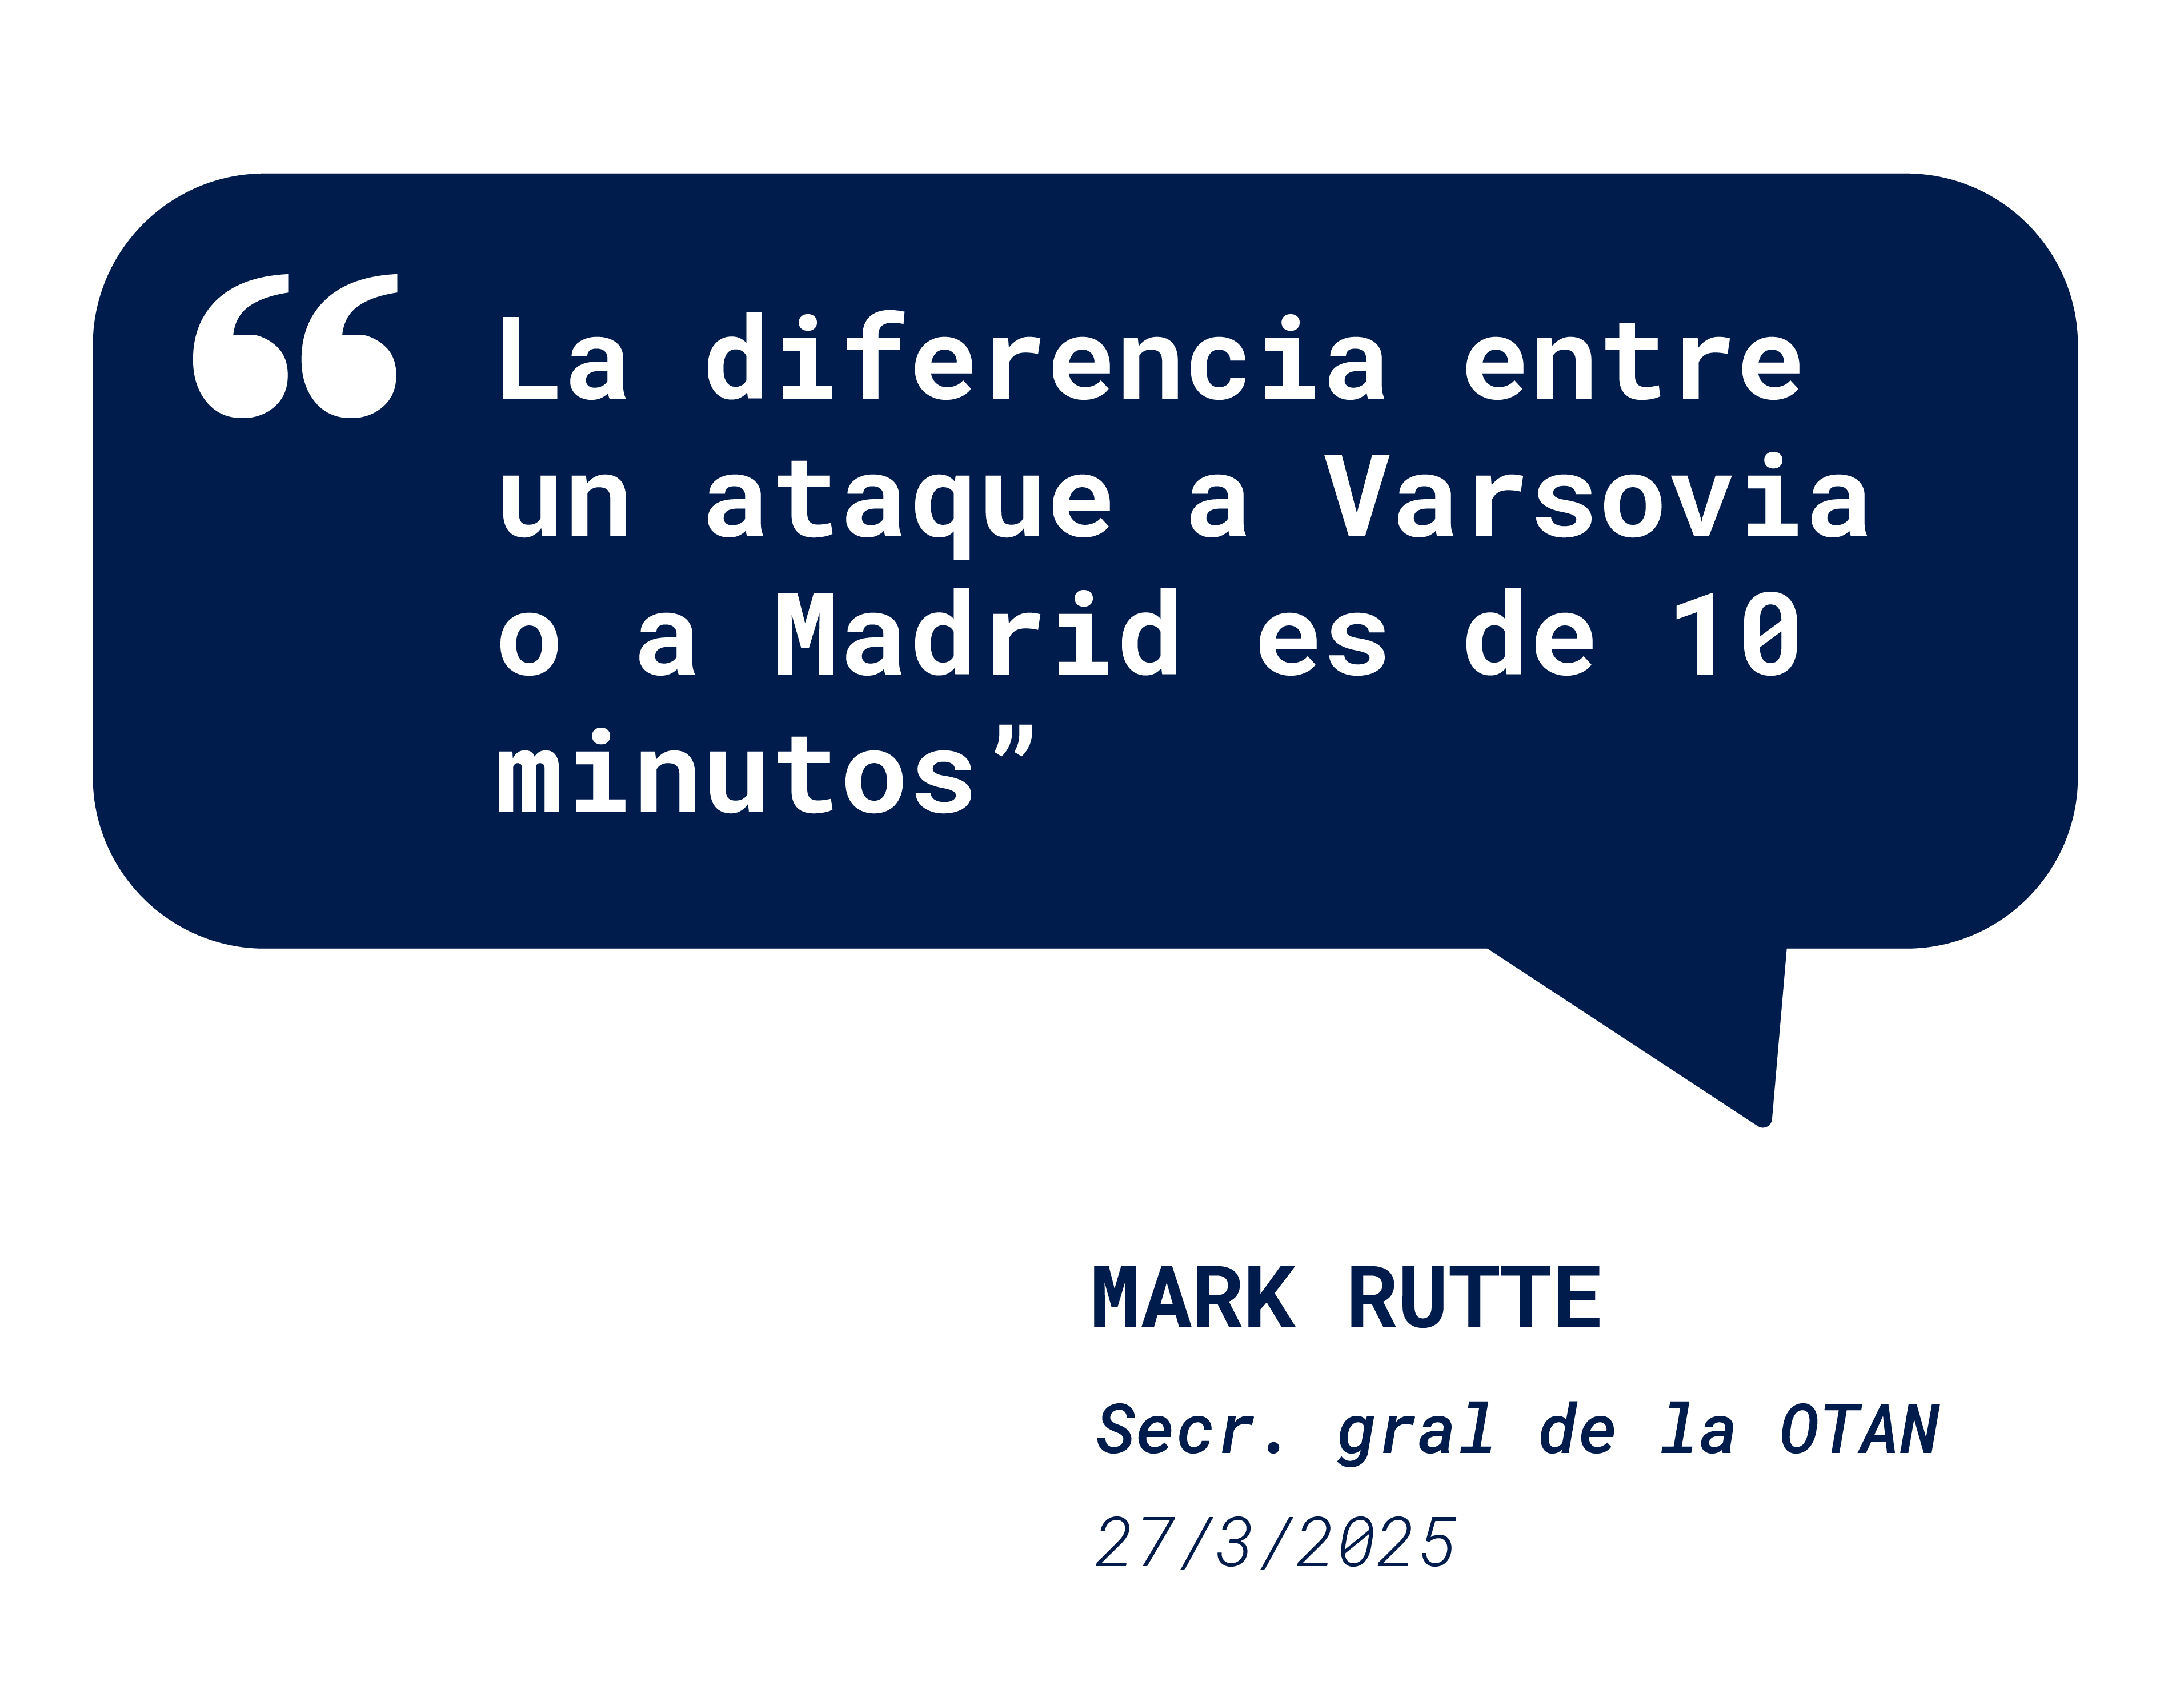 “La diferencia entre
un ataque a Varsovia
o a Madrid es de 10
minutos”
MARK RUTTE
Secr. gral de la OTAN
27/3/2025